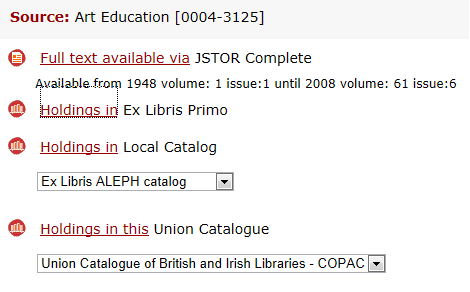 Source: Art Education [0004-3125]
Full text available via JSTOR Complete
Available from 1948 volume: 1 issue:1 until 2008 volume: 61 issue:6
Holdings in Ex Libris Primo
Holdings in Local Catalog
Ex Libris ALEPH catalog
Holdings in this Union Catalogue
Union Catalogue of British and Irish Libraries - COPAC